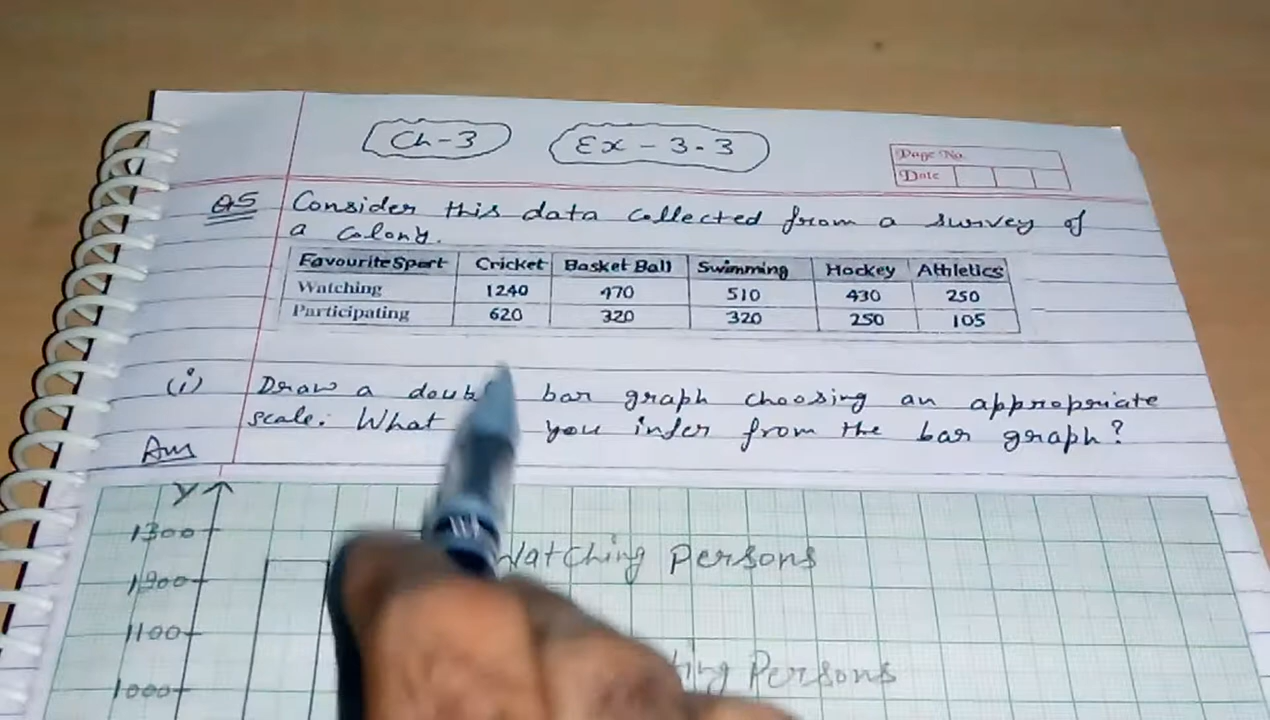 Ch-3 Ex-3.3
Page No.
Date
Q5 Consider this data collected from a survey of
a colony.
Favourite Sport Cricket Basket Ball Swimming Hockey Athletics
Watching 1240 470 510 430 250
Participating 620 320 320 250 105
(i) Draw a double bar graph choosing an appropriate
scale. What you infer from the bar graph?
Ans
Y
1300
Watching Persons
1200
1100
Persons
1000